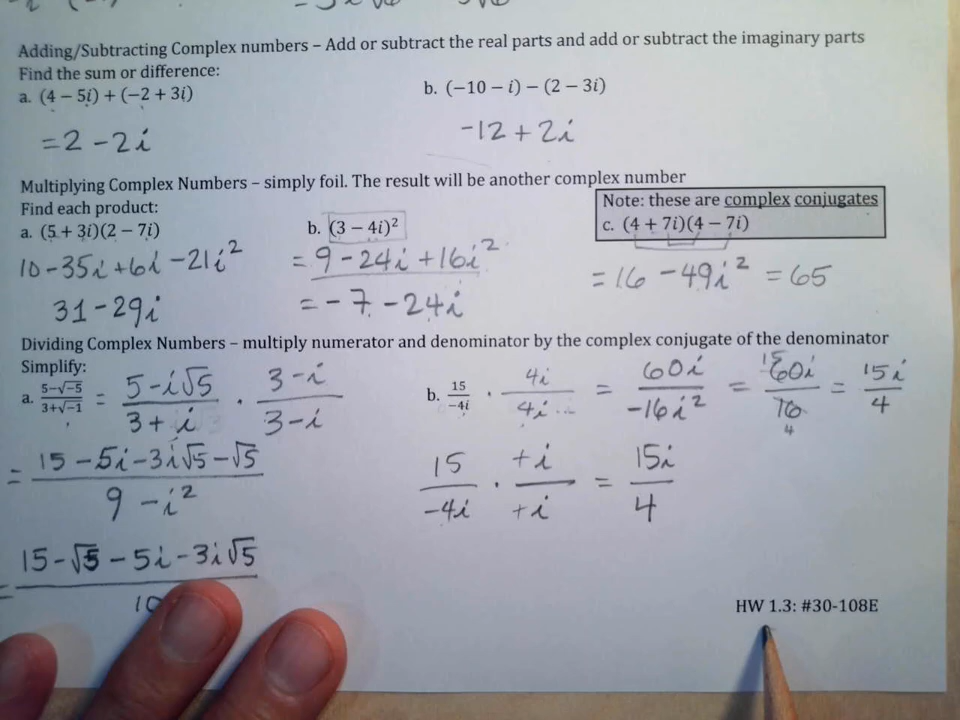 Adding/Subtracting Complex numbers – Add or subtract the real parts and add or subtract the imaginary parts
Find the sum or difference:
a. (4 − 5i) + (−2 + 3i)
b. (−10 − i) − (2 − 3i)
= 2 − 2i
-12 + 2i
Multiplying Complex Numbers – simply foil. The result will be another complex number
Find each product:
a. (5 + 3i)(2 − 7i)
b. (3 − 4i)²
Note: these are complex conjugates
c. (4 + 7i)(4 − 7i)
10 - 35i + 6i - 21i²
= 9 - 24i + 16i²
= 16 - 49i² = 65
31 - 29i
= -7 - 24i
Dividing Complex Numbers – multiply numerator and denominator by the complex conjugate of the denominator
Simplify:
a. (5−√−5)/(3+√−1) = (5 - i√5)/(3 + i) · (3 - i)/(3 - i)
b. 15/(−4i) · 4i/4i = 60i/(-16i²) = 60i/16 = 15i/4
15
4
= (15 - 5i - 3i√5 - √5)/(9 - i²)
15/(-4i) · +i/+i = 15i/4
= (15 - √5 - 5i - 3i√5)/10
HW 1.3: #30-108E